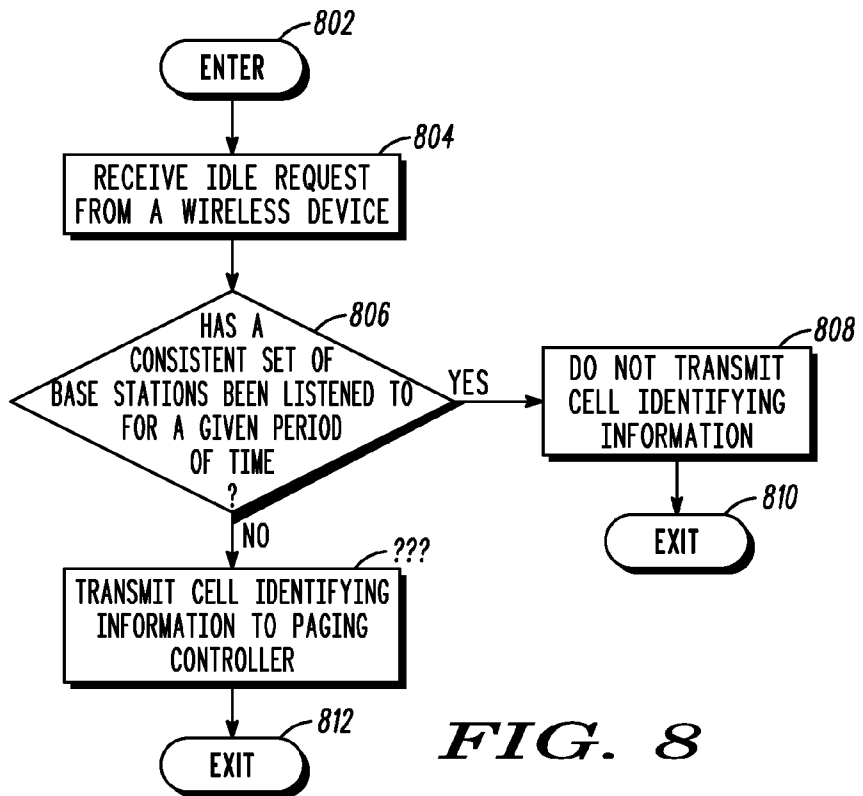 802
ENTER
804
RECEIVE IDLE REQUEST
FROM A WIRELESS DEVICE
806
HAS A
CONSISTENT SET OF
BASE STATIONS BEEN LISTENED TO
FOR A GIVEN PERIOD
OF TIME
?
YES
808
DO NOT TRANSMIT
CELL IDENTIFYING
INFORMATION
810
EXIT
NO
???
TRANSMIT CELL IDENTIFYING
INFORMATION TO PAGING
CONTROLLER
812
EXIT
FIG. 8